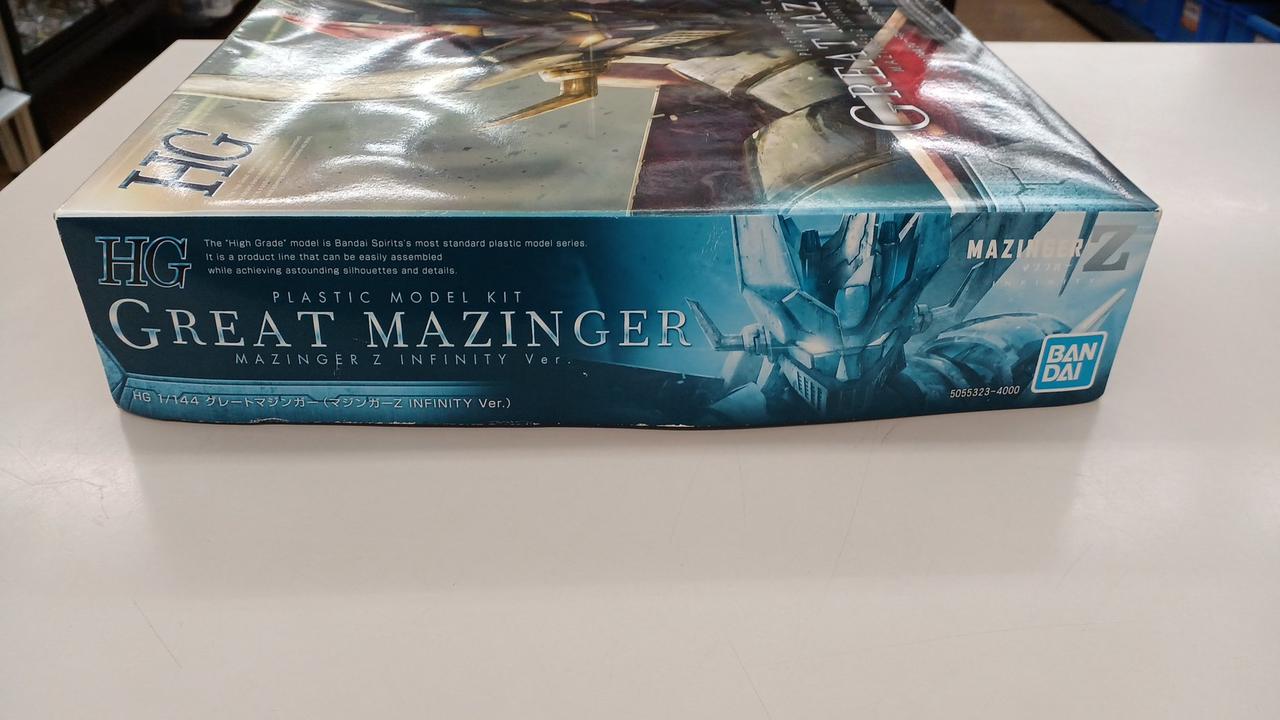 HG
GREAT MAZ
HG
The "High Grade" model is Bandai Spirits's most standard plastic model series.
It is a product line that can be easily assembled
while achieving astounding silhouettes and details.
PLASTIC MODEL KIT
GREAT MAZINGER
MAZINGER Z INFINITY Ver.
HG 1/144 グレートマジンガー(マジンガーZ INFINITY Ver.)
MAZINGER Z
INFINITY
5055323-4000
BAN
DAI